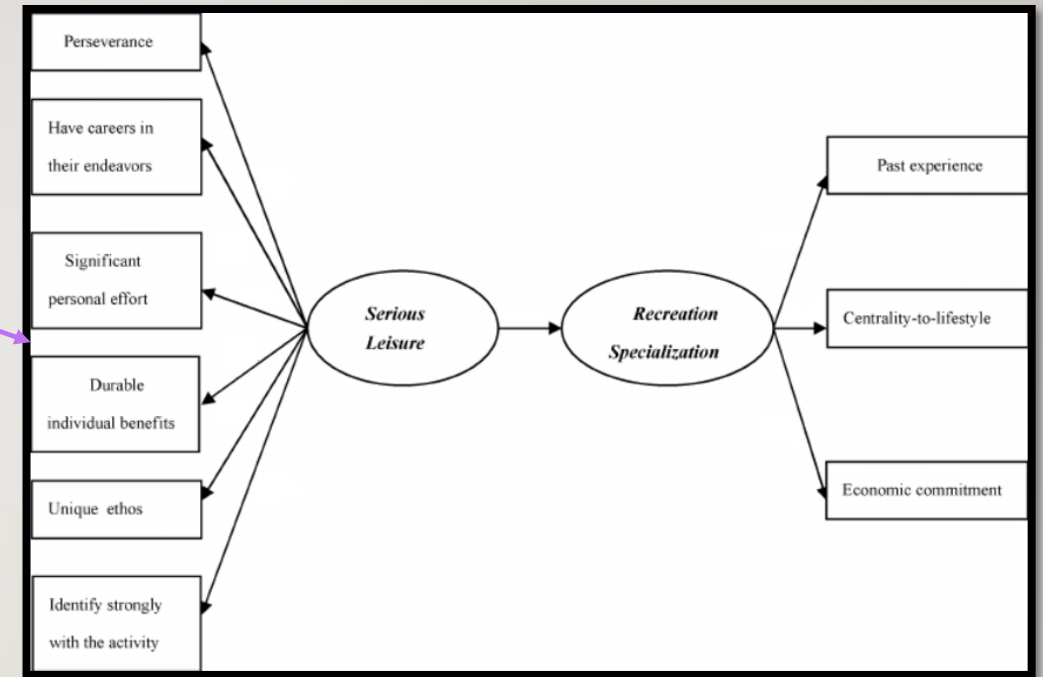 Perseverance
Have careers in
their endeavors
Significant
personal effort
Durable
individual benefits
Unique ethos
Identify strongly
with the activity
Serious
Leisure
Recreation
Specialization
Past experience
Centrality-to-lifestyle
Economic commitment